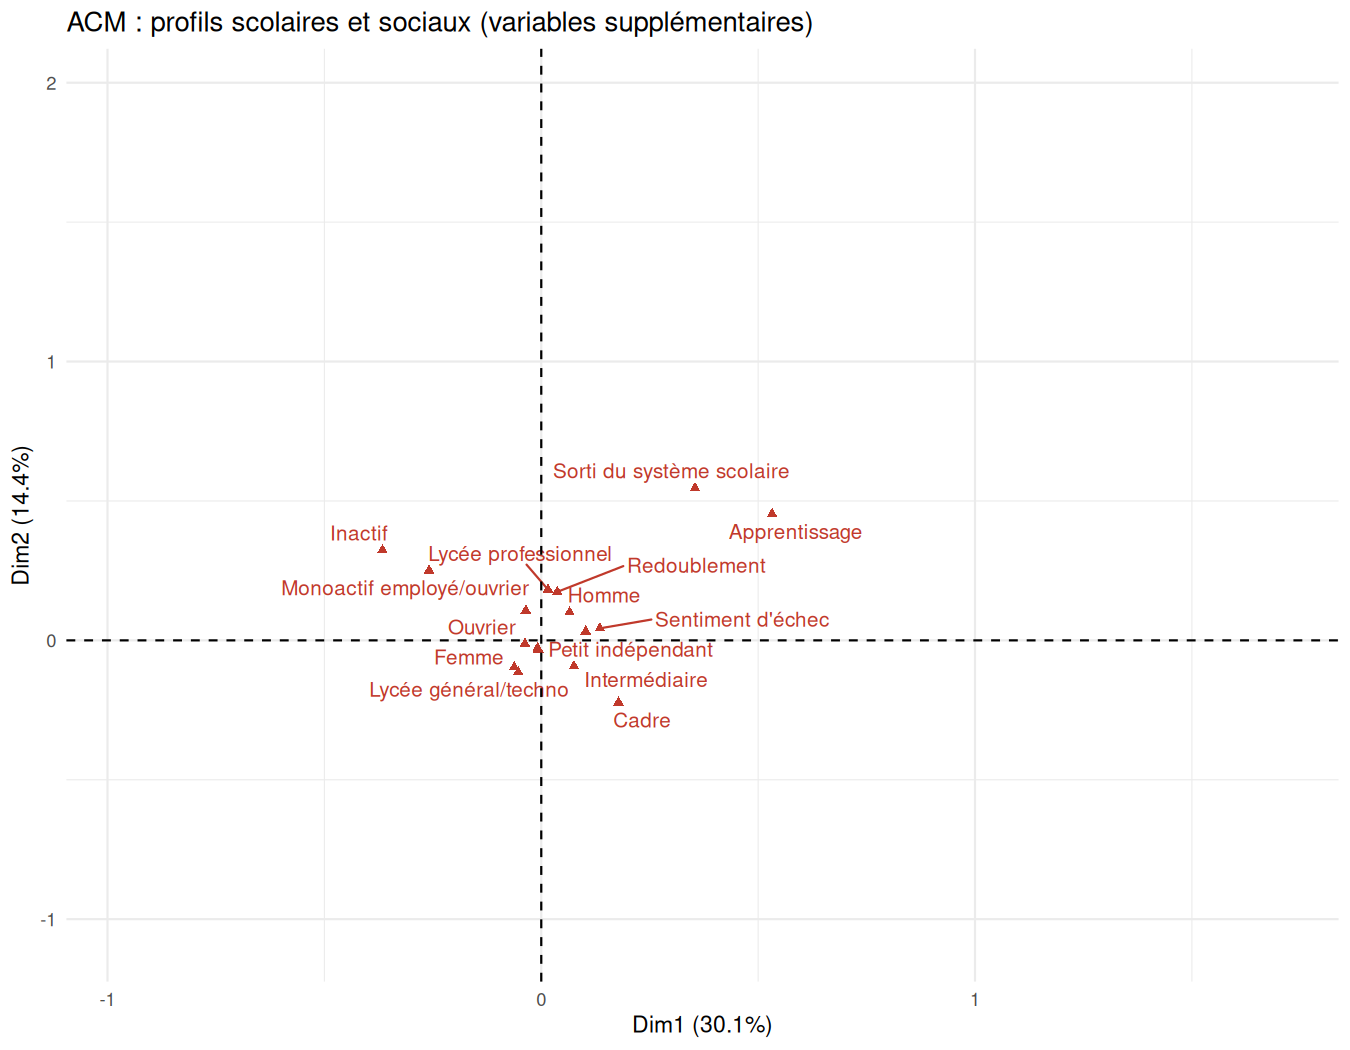 ACM : profils scolaires et sociaux (variables supplémentaires)
2
1
0
-1
Dim2 (14.4%)
Sorti du système scolaire
Apprentissage
Inactif
Lycée professionnel
Redoublement
Monoactif employé/ouvrier
Homme
Sentiment d'échec
Ouvrier
Petit indépendant
Femme
Intermédiaire
Lycée général/techno
Cadre
-1
0
1
Dim1 (30.1%)